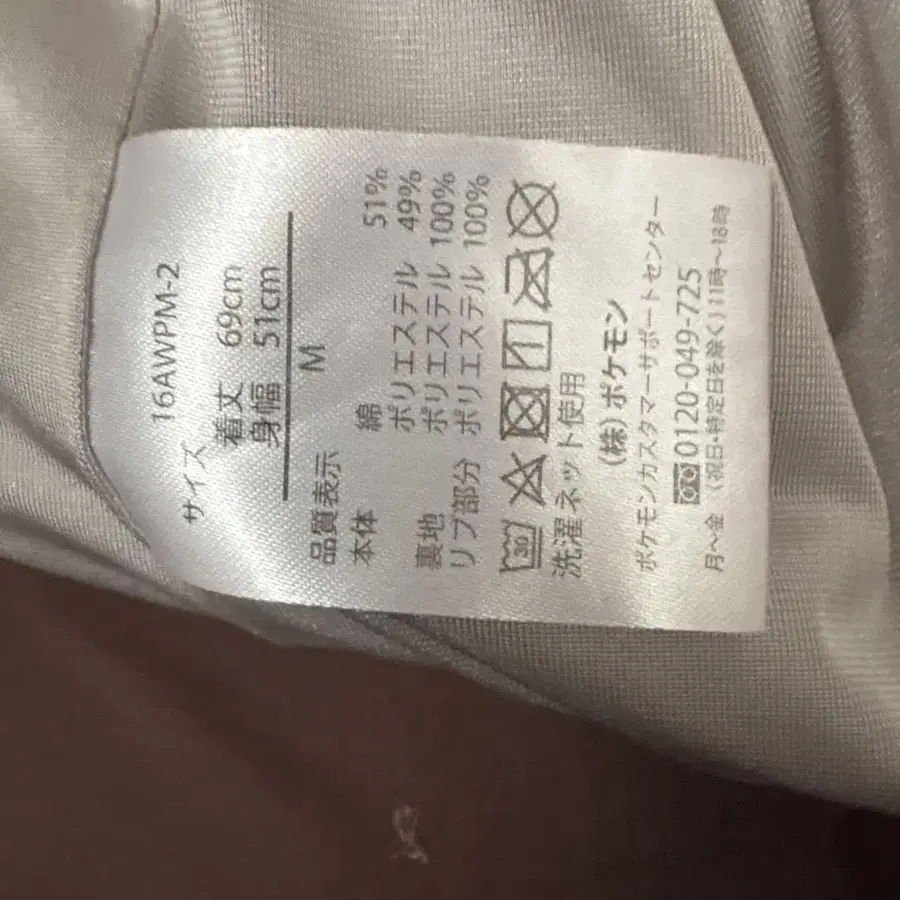 16AWPM-2
サイズ
着丈 69cm
身幅 51cm
M
品質表示
本体 綿 51%
ポリエステル 49%
裏地 ポリエステル 100%
リブ部分 ポリエステル 100%
30
洗濯ネット使用
(株)ポケモン
ポケモンカスタマーサポートセンター
0120-049-725
月〜金 (祝日・特定日を除く) 11時〜18時